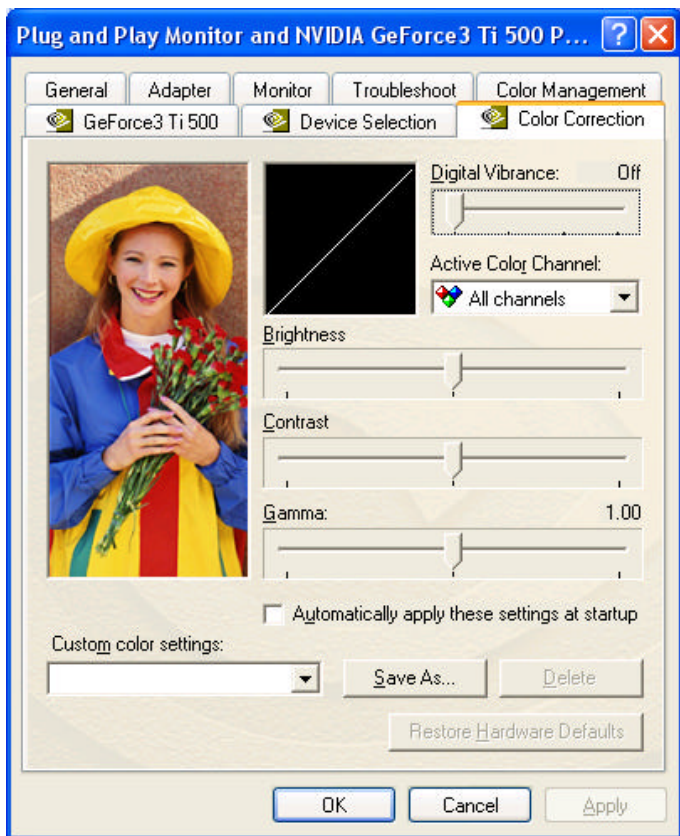 Plug and Play Monitor and NVIDIA GeForce3 Ti 500 P...
General Adapter Monitor Troubleshoot Color Management
GeForce3 Ti 500 Device Selection Color Correction
Digital Vibrance: Off
Active Color Channel:
All channels
Brightness
Contrast
Gamma: 1.00
Automatically apply these settings at startup
Custom color settings:
Save As... Delete
Restore Hardware Defaults
OK Cancel Apply